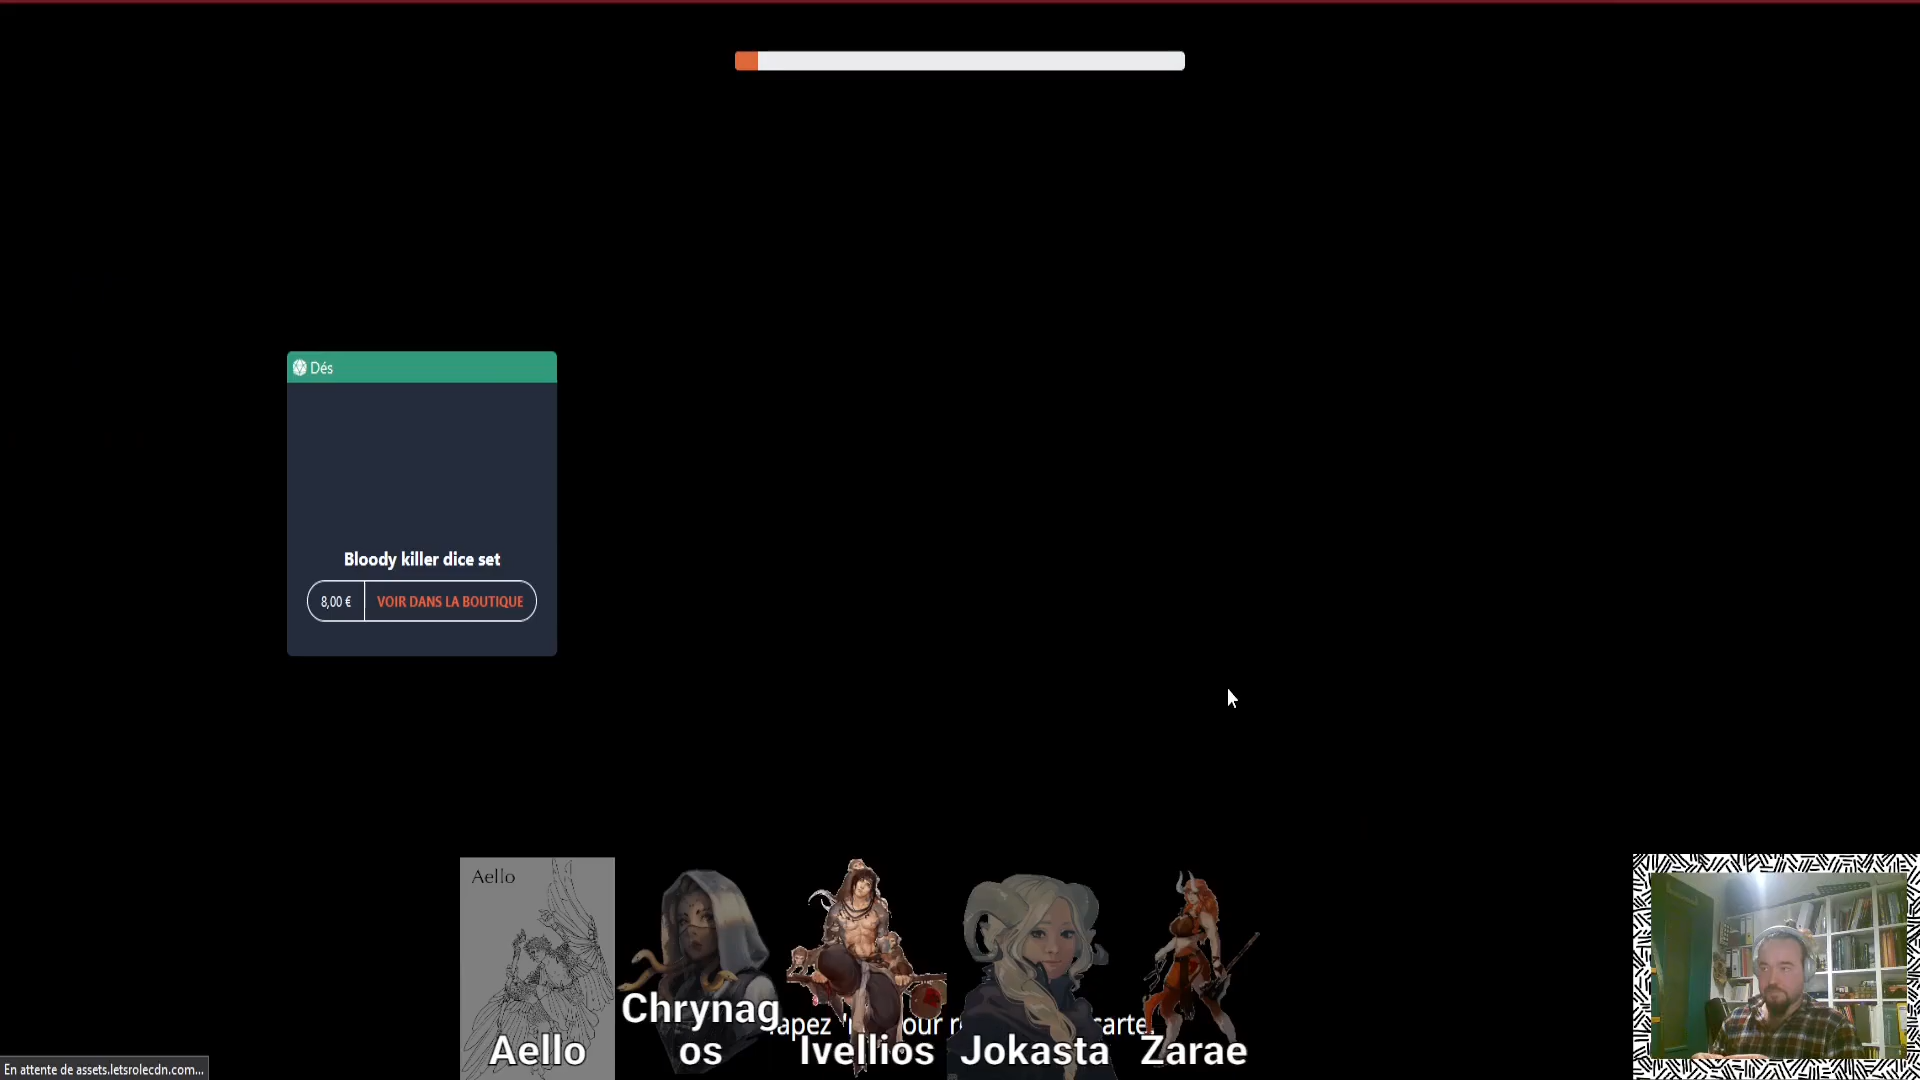 Dés
Bloody killer dice set
8,00 €
VOIR DANS LA BOUTIQUE
Aello
Chrynag
os
Ivellios
Jokasta
Zarae
Aello
carte
En attente de assets.letsrolecdn.com...